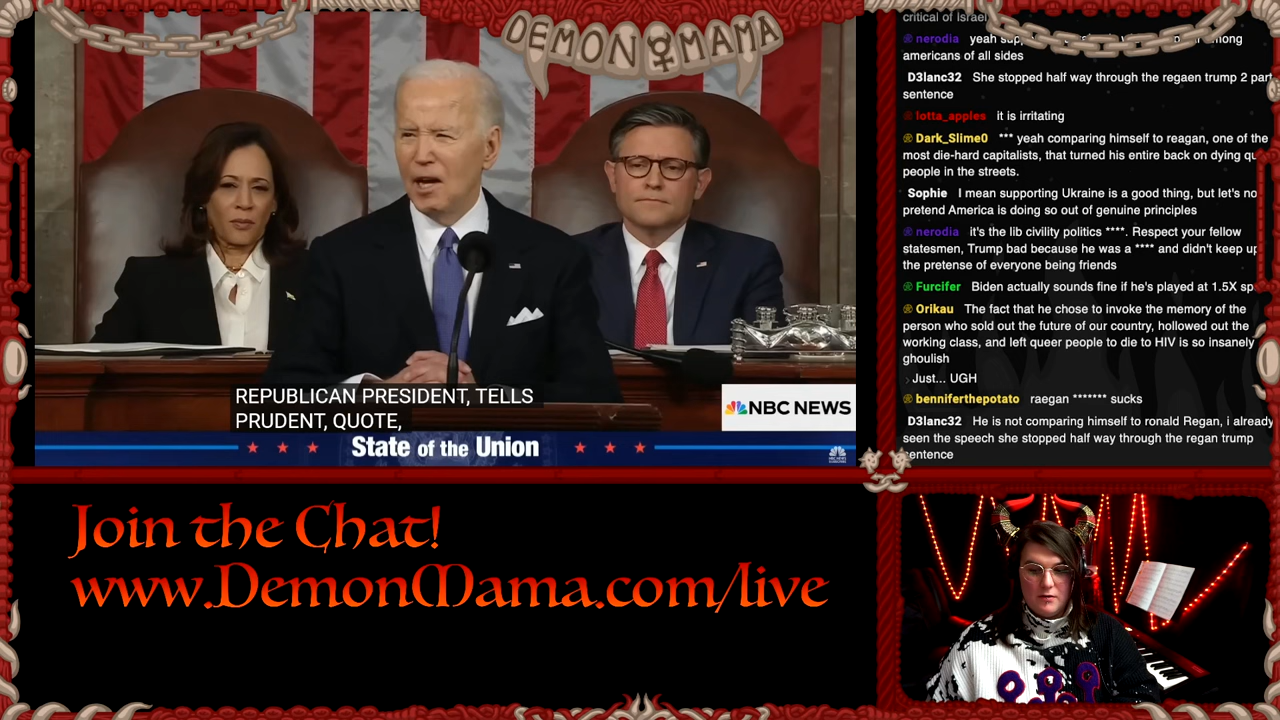 DEMON MAMA
critical of Israel
nerodia yeah
americans of all sides
D3lanc32 She stopped half way through the regaen trump 2 part
sentence
lotta_apples it is irritating
Dark_Slime0 *** yeah comparing himself to reagan, one of the
most die-hard capitalists, that turned his entire back on dying
people in the streets.
Sophie I mean supporting Ukraine is a good thing, but let's
pretend America is doing so out of genuine principles
nerodia it's the lib civility politics ****. Respect your fellow
statesmen, Trump bad because he was a **** and didn't keep
the pretense of everyone being friends
Furcifer Biden actually sounds fine if he's played at 1.5X
Orikau The fact that he chose to invoke the memory of the
person who sold out the future of our country, hollowed out the
working class, and left queer people to die to HIV is so insanely
ghoulish
Just... UGH
benniferthepotato raegan ******* sucks
D3lanc32 He is not comparing himself to ronald Regan, i already
seen the speech she stopped half way through the regan trump
sentence
REPUBLICAN PRESIDENT, TELLS
PRUDENT, QUOTE,
NBC NEWS
State of the Union
Join the Chat!
www.DemonMama.com/live